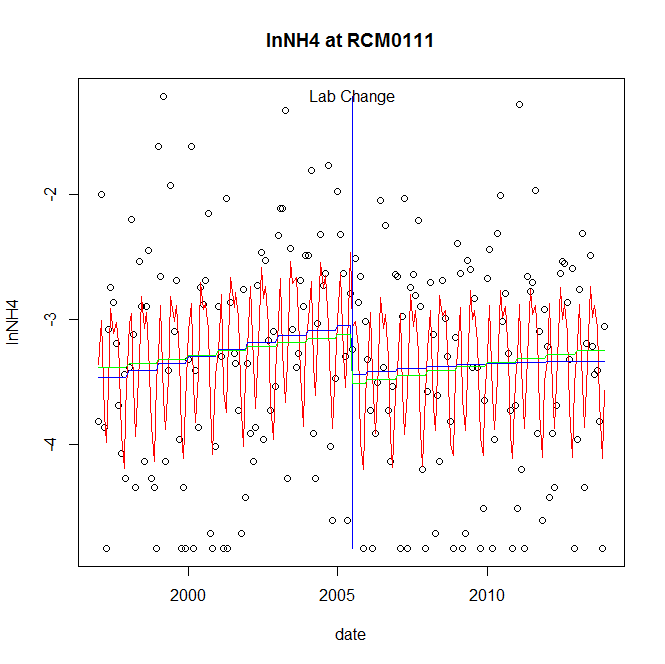 lnNH4 at RCM0111
Lab Change
lnNH4
-2
-3
-4
2000 2005 2010
date